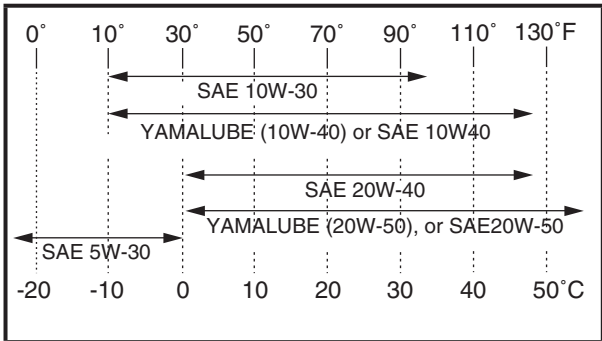 0˚ 10˚ 30˚ 50˚ 70˚ 90˚ 110˚ 130˚F
SAE 10W-30
YAMALUBE (10W-40) or SAE 10W40
SAE 20W-40
YAMALUBE (20W-50), or SAE20W-50
SAE 5W-30
-20 -10 0 10 20 30 40 50˚C